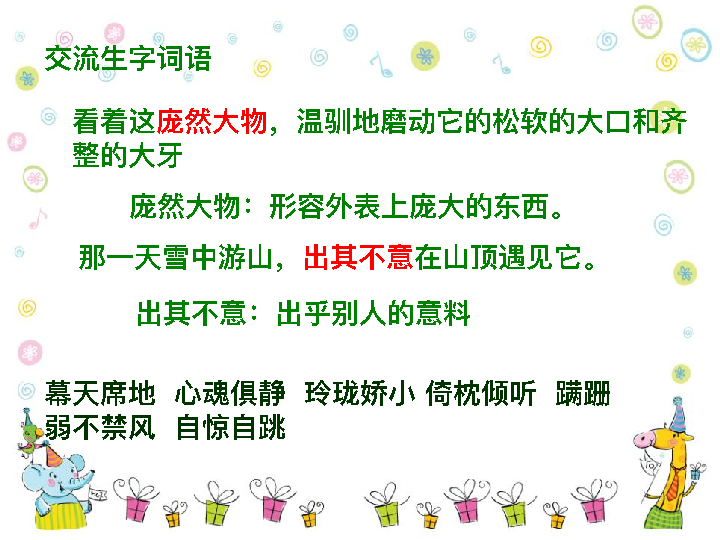 交流生字词语
看着这庞然大物，温驯地磨动它的松软的大口和齐
整的大牙
庞然大物：形容外表上庞大的东西。
那一天雪中游山，出其不意在山顶遇见它。
出其不意：出乎别人的意料
幕天席地 心魂俱静 玲珑娇小 倚枕倾听 蹒跚
弱不禁风 自惊自跳